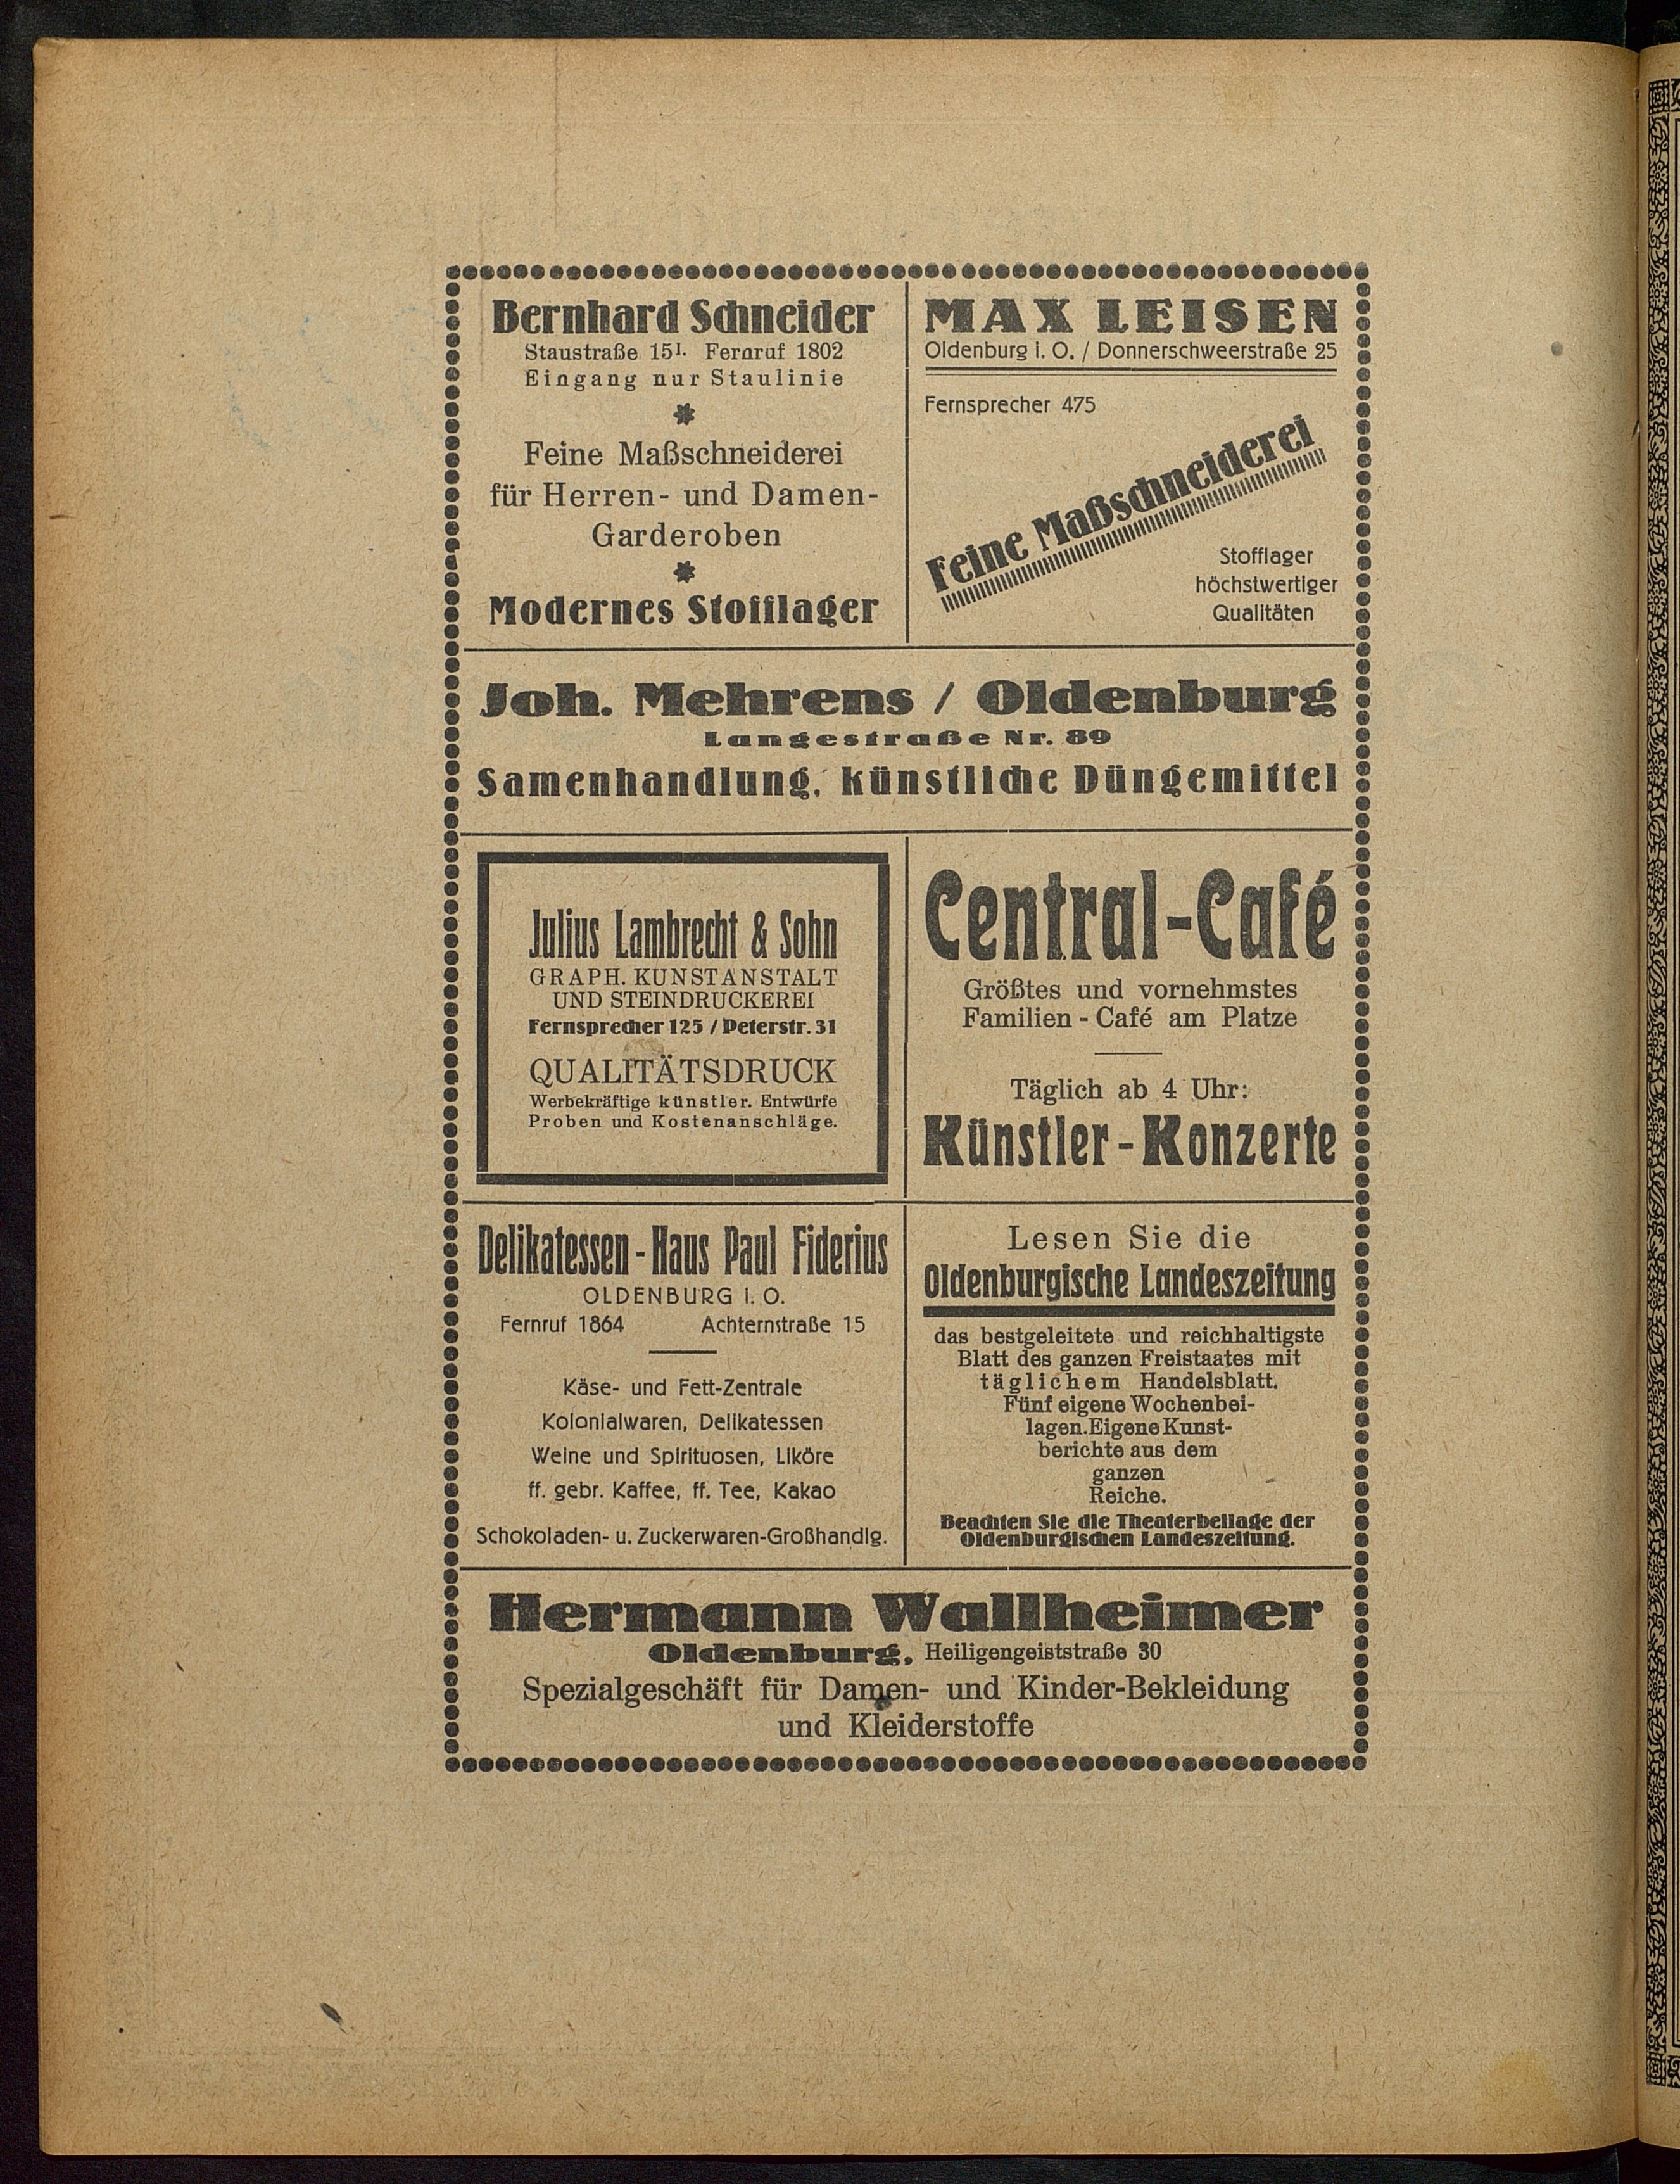 Bernhard Schneider
Staustraße 15¹. Fernruf 1802
Eingang nur Staulinie
Feine Maßschneiderei
für Herren- und Damen-
Garderoben
Modernes Stofflager
MAX LEISEN
Oldenburg i. O. / Donnerschweerstraße 25
Fernsprecher 475
Feine Maßschneiderei
Stofflager
höchstwertiger
Qualitäten
Joh. Mehrens / Oldenburg
Langestraße Nr. 89
Samenhandlung, künstliche Düngemittel
Julius Lambrecht & Sohn
GRAPH. KUNSTANSTALT
UND STEINDRUCKEREI
Fernsprecher 125 / Peterstr. 31
QUALITÄTSDRUCK
Werbekräftige künstler. Entwürfe
Proben und Kostenanschläge.
Central-Café
Größtes und vornehmstes
Familien-Café am Platze
Täglich ab 4 Uhr:
Künstler-Konzerte
Delikatessen-Haus Paul Fiderius
OLDENBURG I. O.
Fernruf 1864 Achternstraße 15
Käse- und Fett-Zentrale
Kolonialwaren, Delikatessen
Weine und Spirituosen, Liköre
ff. gebr. Kaffee, ff. Tee, Kakao
Schokoladen- u. Zuckerwaren-Großhandlg.
Lesen Sie die
Oldenburgische Landeszeitung
das bestgeleitete und reichhaltigste
Blatt des ganzen Freistaates mit
täglichem Handelsblatt.
Fünf eigene Wochenbei-
lagen. Eigene Kunst-
berichte aus dem
ganzen
Reiche.
Beachten Sie die Theaterbeilage der
Oldenburgischen Landeszeitung.
Hermann Wallheimer
Oldenburg, Heiligengeiststraße 30
Spezialgeschäft für Damen- und Kinder-Bekleidung
und Kleiderstoffe